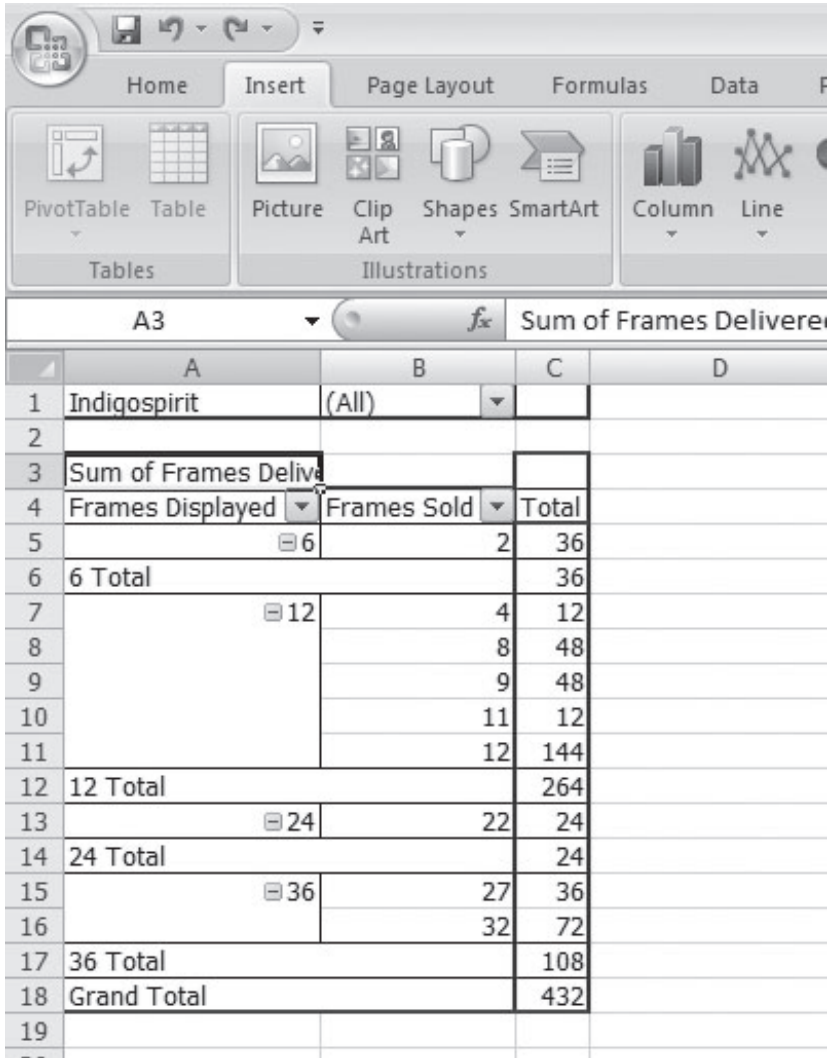 Home Insert Page Layout Formulas Data
PivotTable Table Picture Clip Art Shapes SmartArt Column Line
Tables Illustrations
A3 fx Sum of Frames Delivere
A B C D
1 Indigospirit (All)
2
3 Sum of Frames Delive
4 Frames Displayed Frames Sold Total
5 6 2 36
6 6 Total 36
7 12 4 12
8 8 48
9 9 48
10 11 12
11 12 144
12 12 Total 264
13 24 22 24
14 24 Total 24
15 36 27 36
16 32 72
17 36 Total 108
18 Grand Total 432
19